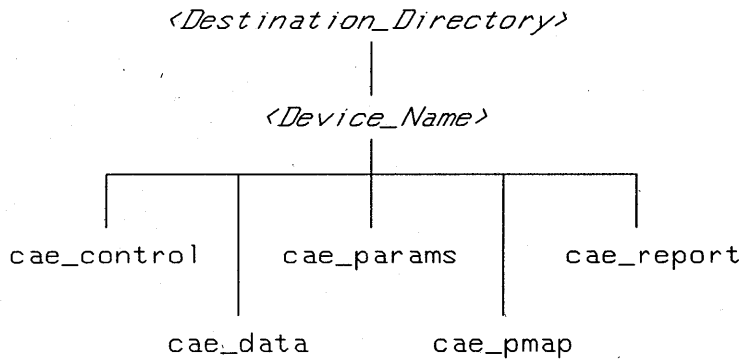 <Destination_Directory>
<Device_Name>
cae_control cae_params cae_report
cae_data cae_pmap